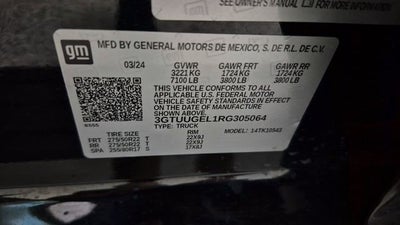 SEE OWNER'S MANUAL
gm
MFD BY GENERAL MOTORS DE MEXICO, S. DE R.L. DE C.V.
03/24 GVWR GAWR FRT GAWR RR
3221 KG 1724 KG 1724 KG
7100 LB 3800 LB 3800 LB
THIS VEHICLE CONFORMS TO ALL
APPLICABLE U.S. FEDERAL MOTOR
VEHICLE SAFETY STANDARDS IN EFFECT
ON THE DATE OF MANUFACTURE
SHOWN ABOVE.
3GTUUGEL1RG305064
TYPE: TRUCK MODEL: 14TK10543
TIRE SIZE RIM
FRT 275/50R22 T 22X9J
RR 275/50R22 T 22X9J
SPA 255/80R17 S 17X8J